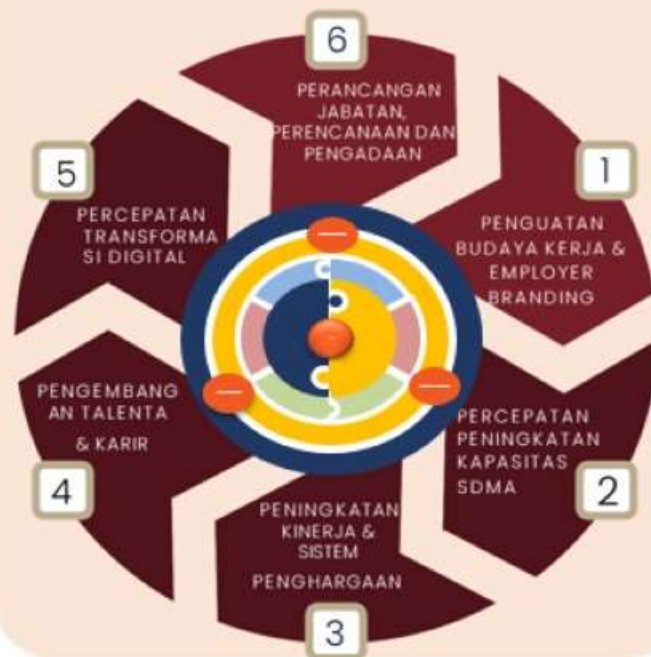 6
PERANCANGAN
JABATAN,
PERENCANAAN DAN
PENGADAAN
1
PENGUATAN
BUDAYA KERJA &
EMPLOYER
BRANDING
2
PERCEPATAN
PENINGKATAN
KAPASITAS
SDMA
3
PENINGKATAN
KINERJA &
SISTEM
PENGHARGAAN
4
PENGEMBANG
AN TALENTA
& KARIR
5
PERCEPATAN
TRANSFORMA
SI DIGITAL